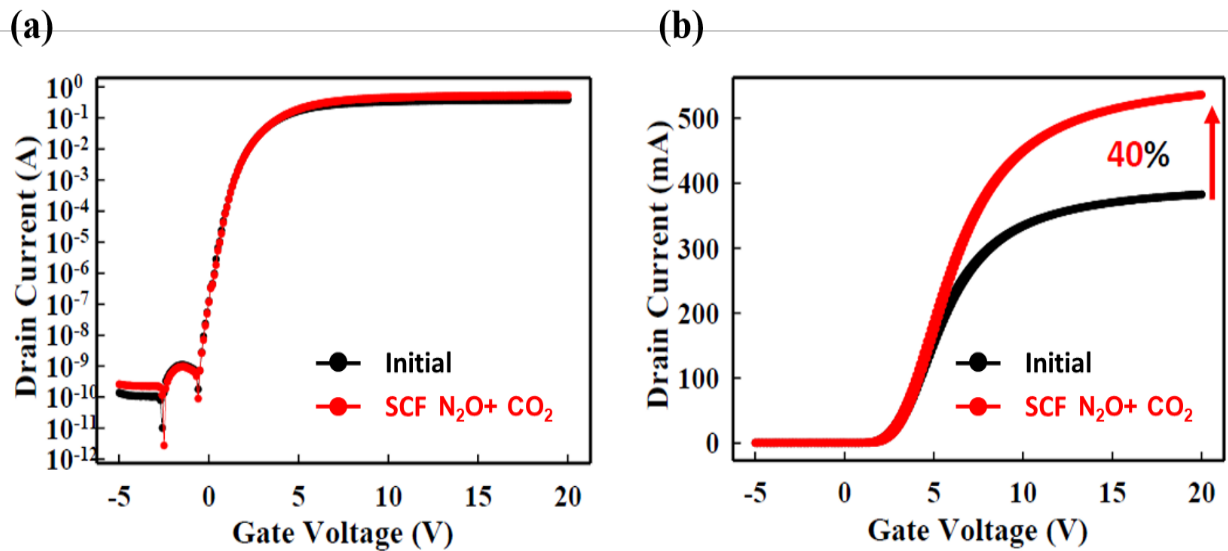 (a)
(b)
Drain Current (A)
10⁰
10⁻¹
10⁻²
10⁻³
10⁻⁴
10⁻⁵
10⁻⁶
10⁻⁷
10⁻⁸
10⁻⁹
10⁻¹⁰
10⁻¹¹
10⁻¹²
Initial
SCF N₂O+ CO₂
-5 0 5 10 15 20
Gate Voltage (V)
Drain Current (mA)
500
400
300
200
100
0
40%
Initial
SCF N₂O+ CO₂
-5 0 5 10 15 20
Gate Voltage (V)